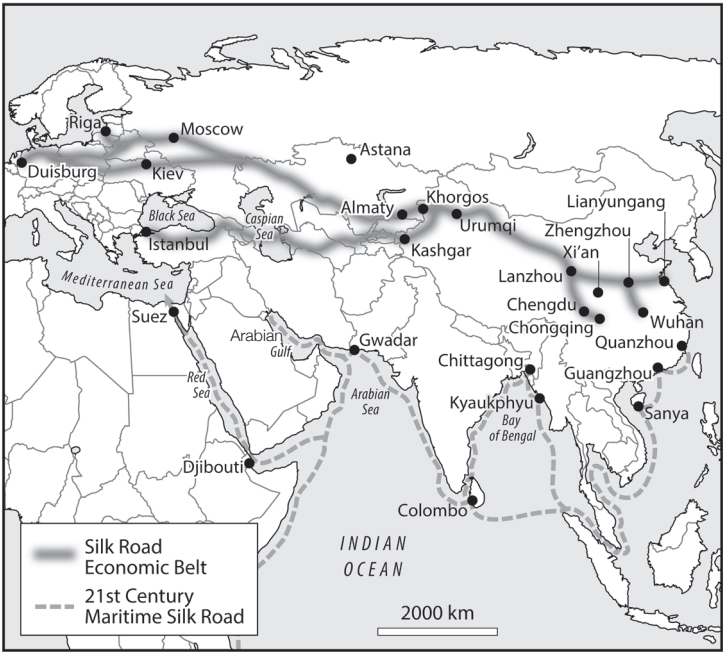 Riga
Moscow
Astana
Duisburg
Kiev
Black Sea
Caspian
Sea
Istanbul
Almaty
Khorgos
Urumqi
Kashgar
Lianyungang
Zhengzhou
Xi'an
Lanzhou
Chengdu
Chongqing
Wuhan
Quanzhou
Guangzhou
Sanya
Mediterranean Sea
Suez
Arabian
Gulf
Gwadar
Chittagong
Kyaukphyu
Bay
of Bengal
Red
Sea
Arabian
Sea
Djibouti
Colombo
INDIAN
OCEAN
Silk Road
Economic Belt
21st Century
Maritime Silk Road
2000 km